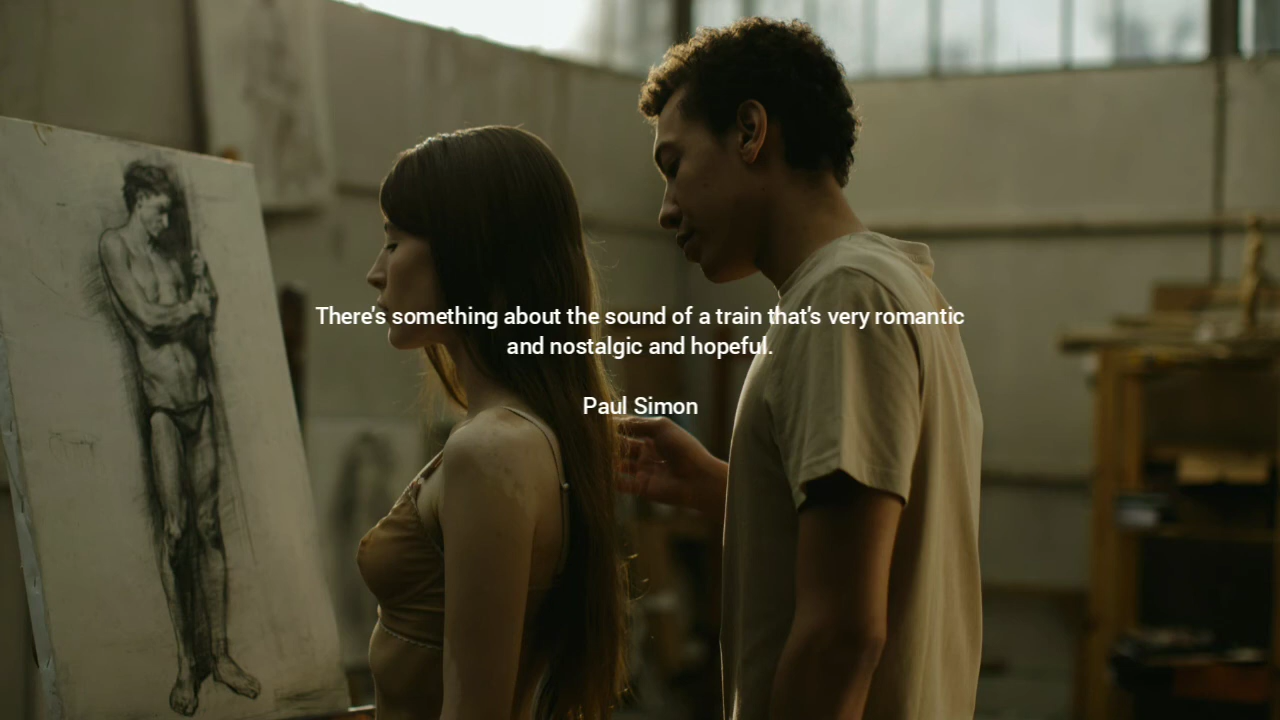 There's something about the sound of a train that's very romantic
and nostalgic and hopeful.
Paul Simon